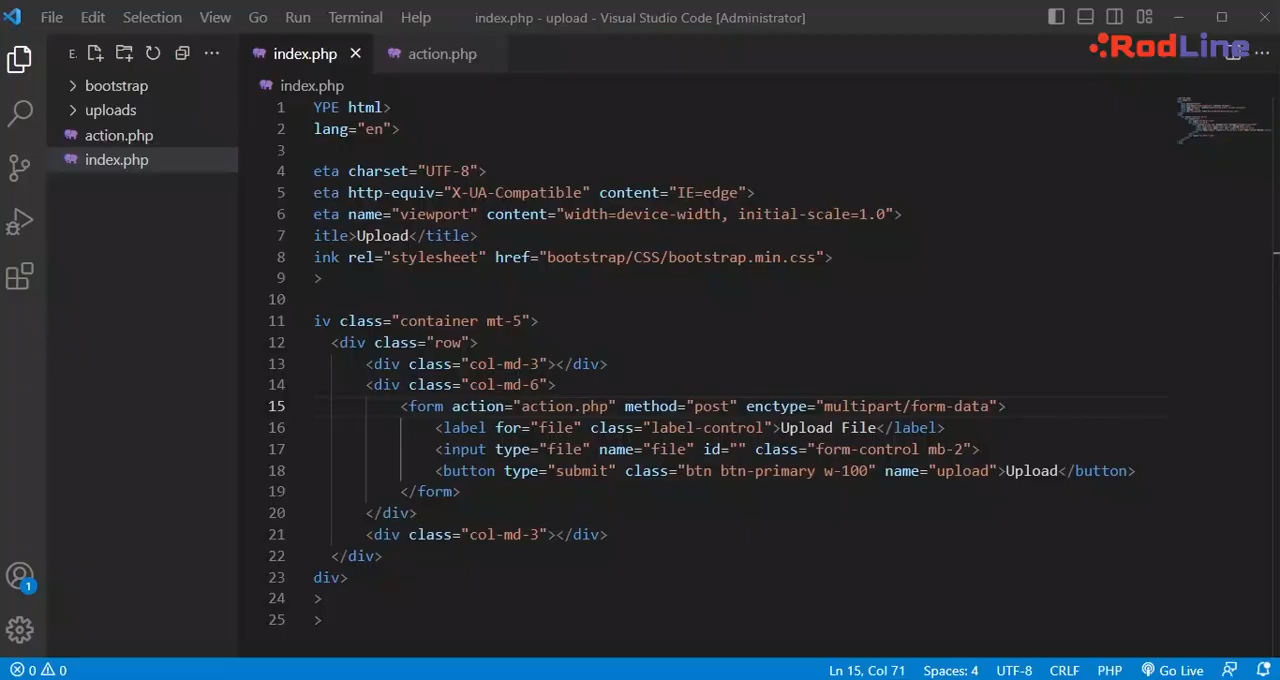 File Edit Selection View Go Run Terminal Help index.php - upload - Visual Studio Code [Administrator]
RodLine
E. index.php action.php
bootstrap
uploads
action.php
index.php
index.php
1 YPE html>
2 lang="en">
3
4 eta charset="UTF-8">
5 eta http-equiv="X-UA-Compatible" content="IE=edge">
6 eta name="viewport" content="width=device-width, initial-scale=1.0">
7 itle>Upload</title>
8 ink rel="stylesheet" href="bootstrap/CSS/bootstrap.min.css">
9 >
10
11 iv class="container mt-5">
12 <div class="row">
13 <div class="col-md-3"></div>
14 <div class="col-md-6">
15 <form action="action.php" method="post" enctype="multipart/form-data">
16 <label for="file" class="label-control">Upload File</label>
17 <input type="file" name="file" id="" class="form-control mb-2">
18 <button type="submit" class="btn btn-primary w-100" name="upload">Upload</button>
19 </form>
20 </div>
21 <div class="col-md-3"></div>
22 </div>
23 div>
24 >
25 >
1
0 0 Ln 15, Col 71 Spaces: 4 UTF-8 CRLF PHP Go Live